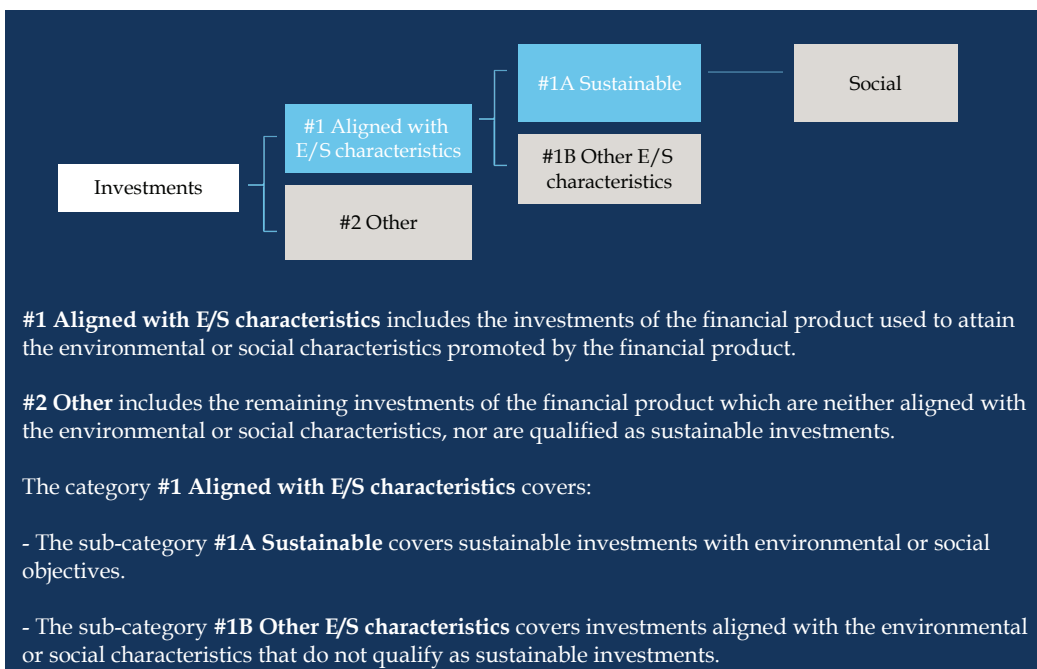 #1A Sustainable
Social
#1 Aligned with
E/S characteristics
#1B Other E/S
characteristics
Investments
#2 Other
#1 Aligned with E/S characteristics includes the investments of the financial product used to attain
the environmental or social characteristics promoted by the financial product.
#2 Other includes the remaining investments of the financial product which are neither aligned with
the environmental or social characteristics, nor are qualified as sustainable investments.
The category #1 Aligned with E/S characteristics covers:
- The sub-category #1A Sustainable covers sustainable investments with environmental or social
objectives.
- The sub-category #1B Other E/S characteristics covers investments aligned with the environmental
or social characteristics that do not qualify as sustainable investments.